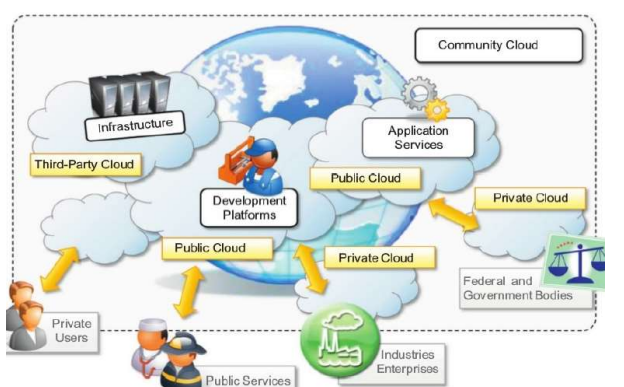 Community Cloud
Infrastructure
Application
Services
Third-Party Cloud
Public Cloud
Development
Platforms
Private Cloud
Public Cloud
Private Cloud
Federal and
Government Bodies
Private
Users
Industries
Enterprises
Public Services